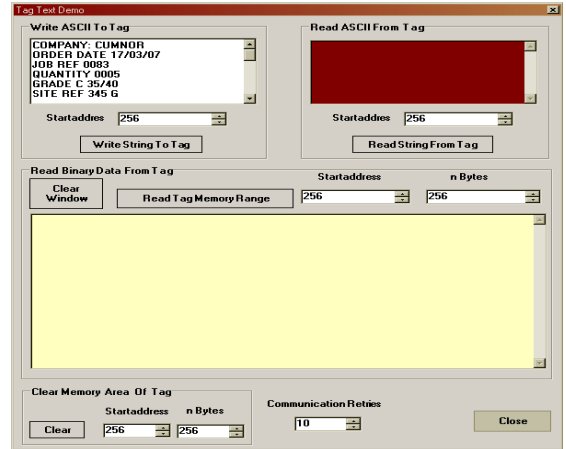 Tag Text Demo
Write ASCII To Tag
COMPANY: CUMNOR
ORDER DATE 17/03/07
JOB REF 0083
QUANTITY 0005
GRADE C 35/40
SITE REF 345 G
Startaddres 256
Write String To Tag
Read ASCII From Tag
Startaddres 256
Read String From Tag
Read Binary Data From Tag
Clear
Window
Read Tag Memory Range
Startaddress
256
n Bytes
256
Clear Memory Area Of Tag
Startaddress n Bytes
Clear 256 256
Communication Retries
10
Close